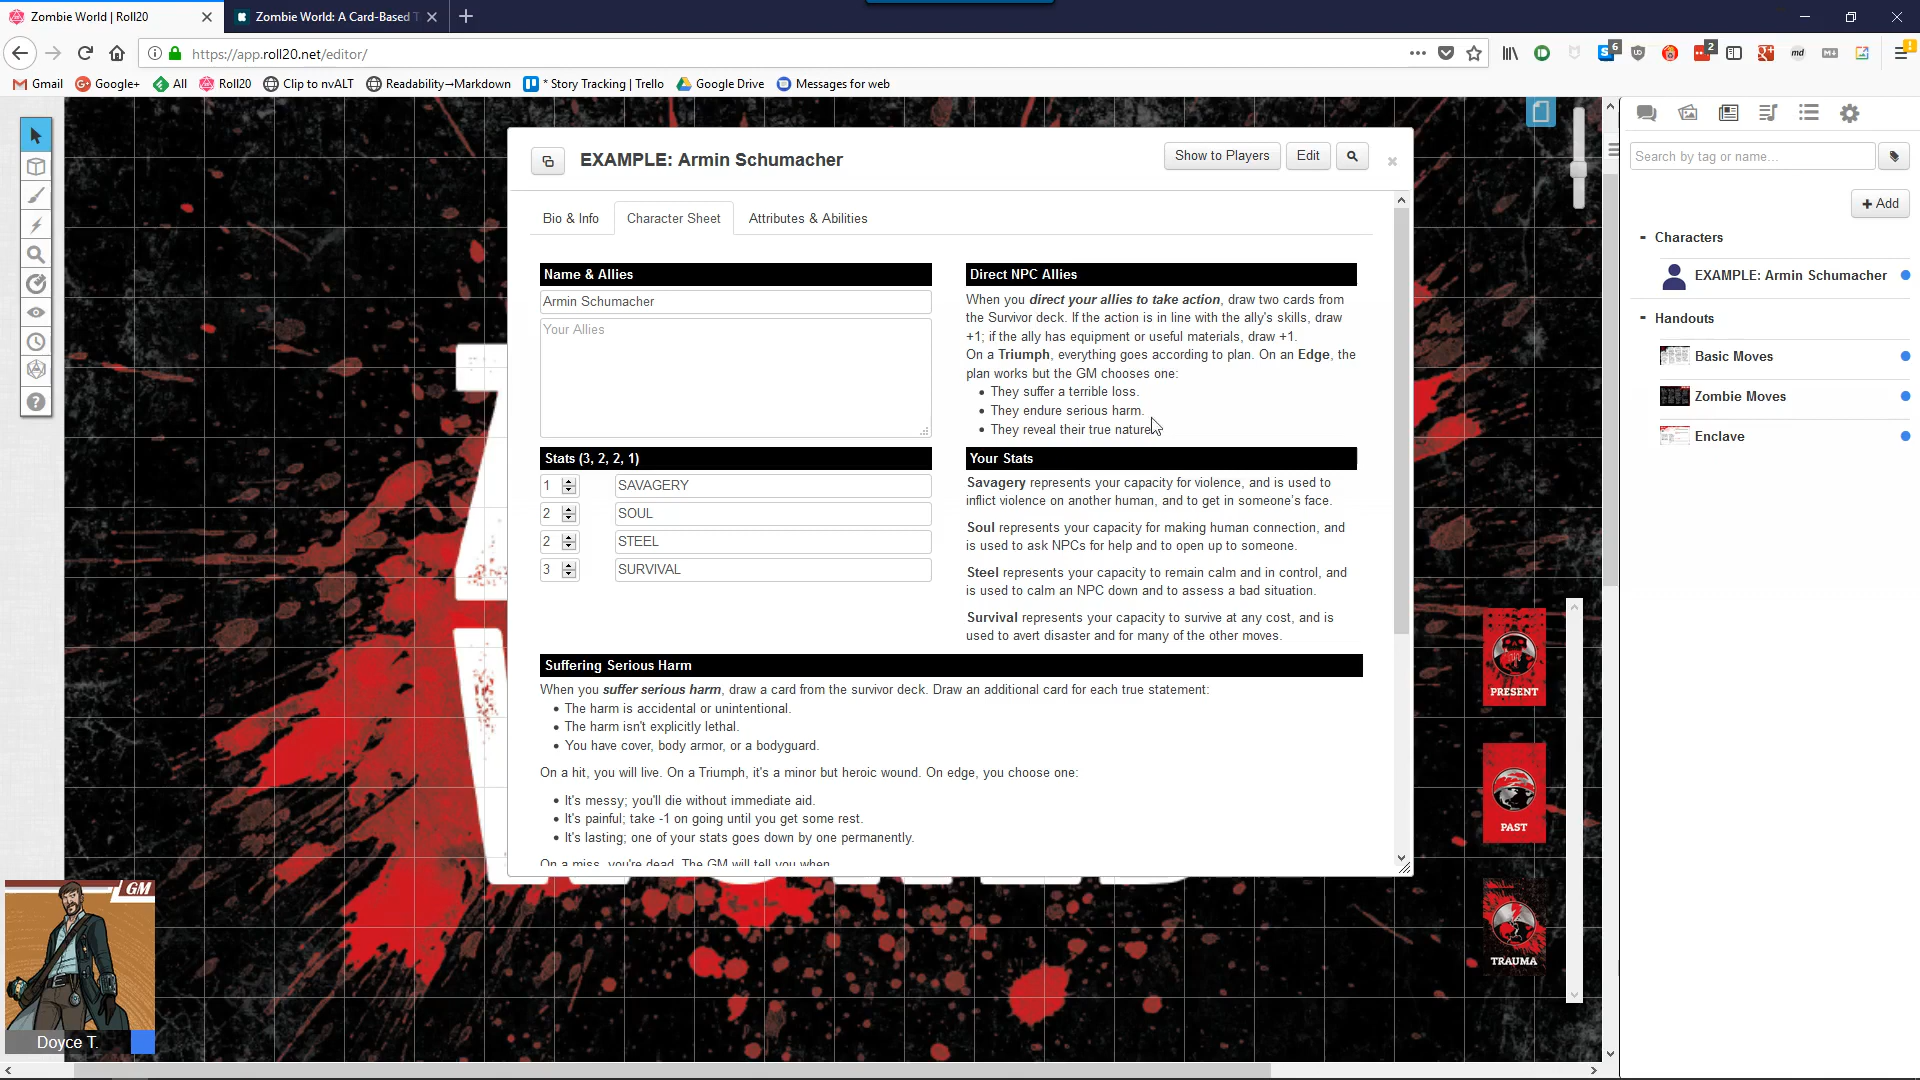 Zombie World | Roll20
Zombie World: A Card-Based T
https://app.roll20.net/editor/
6
2
md
Gmail
Google+
All
Roll20
Clip to nvALT
Readability→Markdown
* Story Tracking | Trello
Google Drive
Messages for web
EXAMPLE: Armin Schumacher
Show to Players
Edit
Bio & Info
Character Sheet
Attributes & Abilities
Name & Allies
Armin Schumacher
Your Allies
Direct NPC Allies
When you direct your allies to take action, draw two cards from
the Survivor deck. If the action is in line with the ally's skills, draw
+1; if the ally has equipment or useful materials, draw +1.
On a Triumph, everything goes according to plan. On an Edge, the
plan works but the GM chooses one:
• They suffer a terrible loss.
• They endure serious harm.
• They reveal their true nature
Stats (3, 2, 2, 1)
1 SAVAGERY
2 SOUL
2 STEEL
3 SURVIVAL
Your Stats
Savagery represents your capacity for violence, and is used to
inflict violence on another human, and to get in someone's face.
Soul represents your capacity for making human connection, and
is used to ask NPCs for help and to open up to someone.
Steel represents your capacity to remain calm and in control, and
is used to calm an NPC down and to assess a bad situation.
Survival represents your capacity to survive at any cost, and is
used to avert disaster and for many of the other moves.
Suffering Serious Harm
When you suffer serious harm, draw a card from the survivor deck. Draw an additional card for each true statement:
• The harm is accidental or unintentional.
• The harm isn't explicitly lethal.
• You have cover, body armor, or a bodyguard.
On a hit, you will live. On a Triumph, it's a minor but heroic wound. On edge, you choose one:
• It's messy; you'll die without immediate aid.
• It's painful; take -1 on going until you get some rest.
• It's lasting; one of your stats goes down by one permanently.
On a miss, you're dead. The GM will tell you when
Search by tag or name...
+ Add
- Characters
EXAMPLE: Armin Schumacher
- Handouts
Basic Moves
Zombie Moves
Enclave
PRESENT
PAST
TRAUMA
GM
Doyce T.